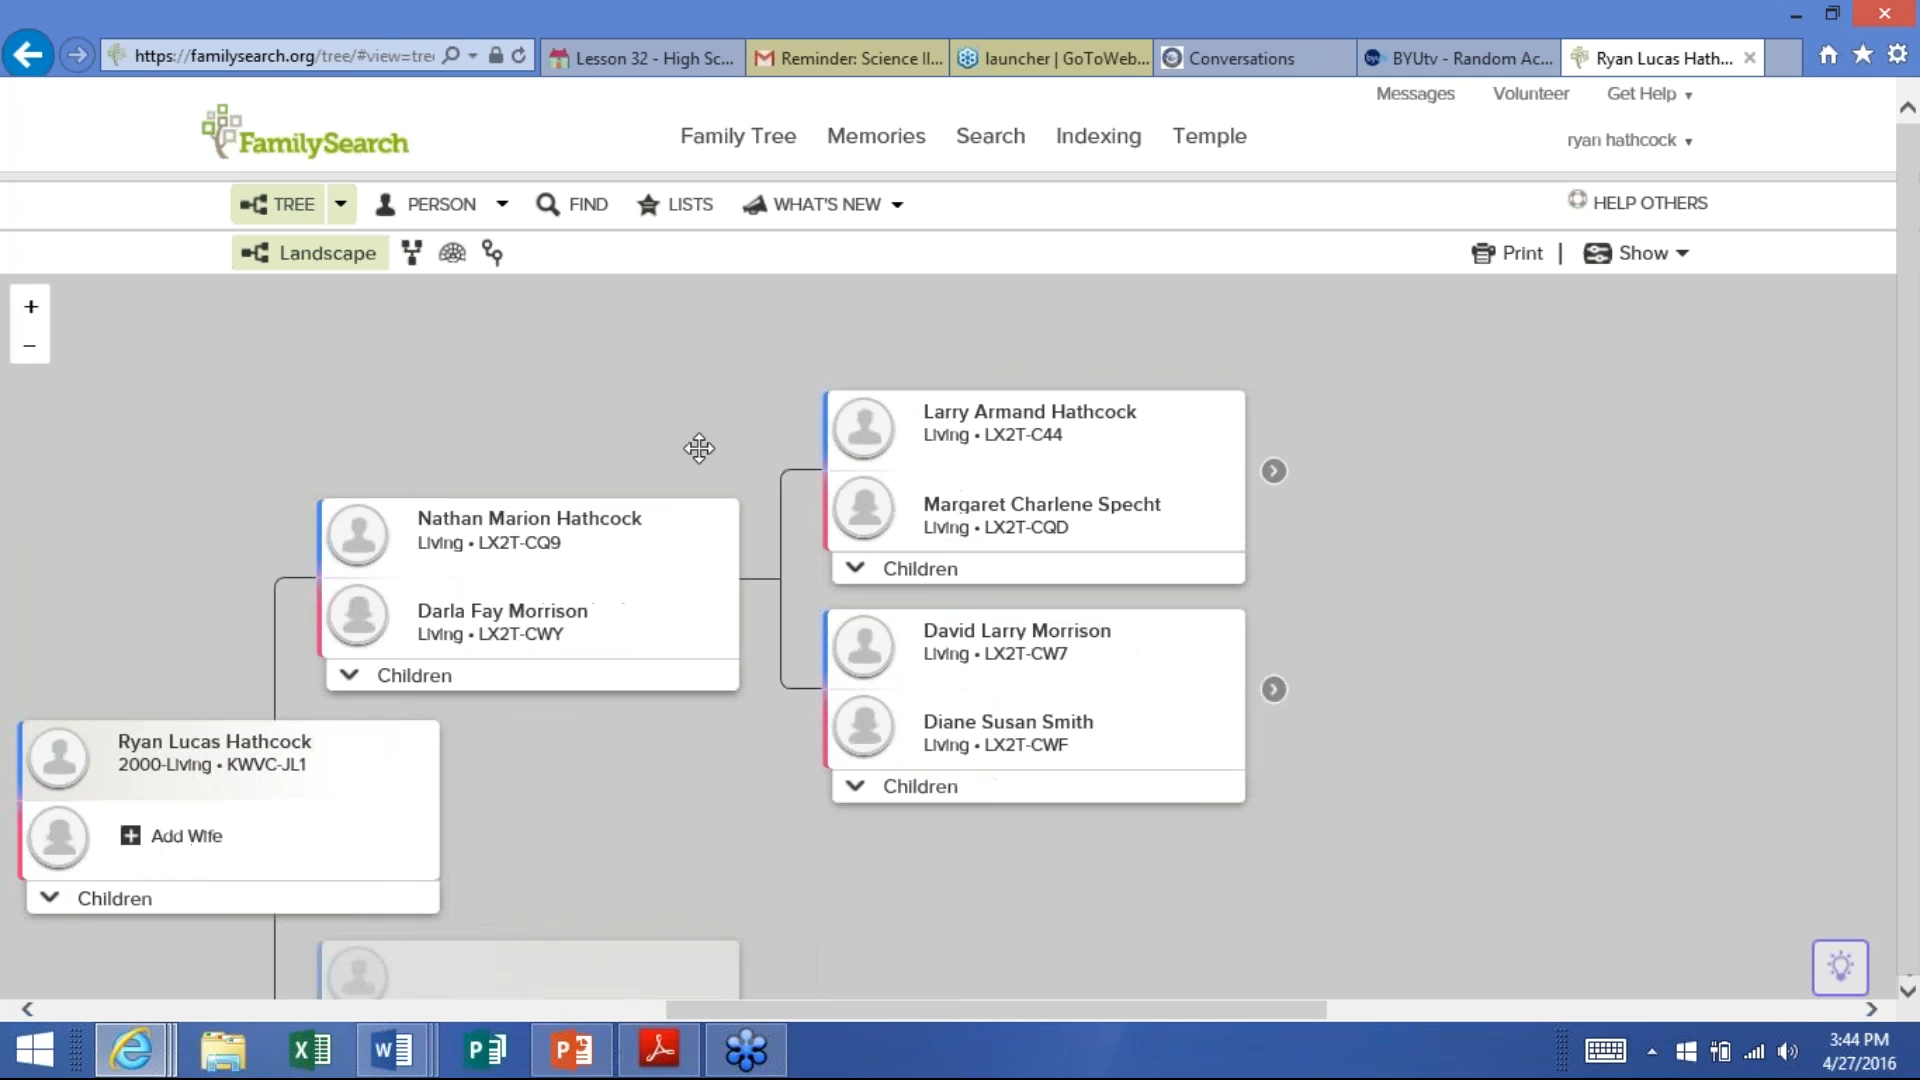 https://familysearch.org/tree/#view=tre
Lesson 32 - High Sc...
Reminder: Science II...
launcher | GoToWeb...
Conversations
BYUtv - Random Ac...
Ryan Lucas Hath...
Messages
Volunteer
Get Help
FamilySearch
Family Tree
Memories
Search
Indexing
Temple
ryan hathcock
TREE
PERSON
FIND
LISTS
WHAT'S NEW
HELP OTHERS
Landscape
Print |
Show
+
−
Larry Armand Hathcock
Living • LX2T-C44
Margaret Charlene Specht
Living • LX2T-CQD
Children
Nathan Marion Hathcock
Living • LX2T-CQ9
Darla Fay Morrison
Living • LX2T-CWY
Children
David Larry Morrison
Living • LX2T-CW7
Diane Susan Smith
Living • LX2T-CWF
Children
Ryan Lucas Hathcock
2000-Living • KWVC-JL1
Add Wife
Children
3:44 PM
4/27/2016